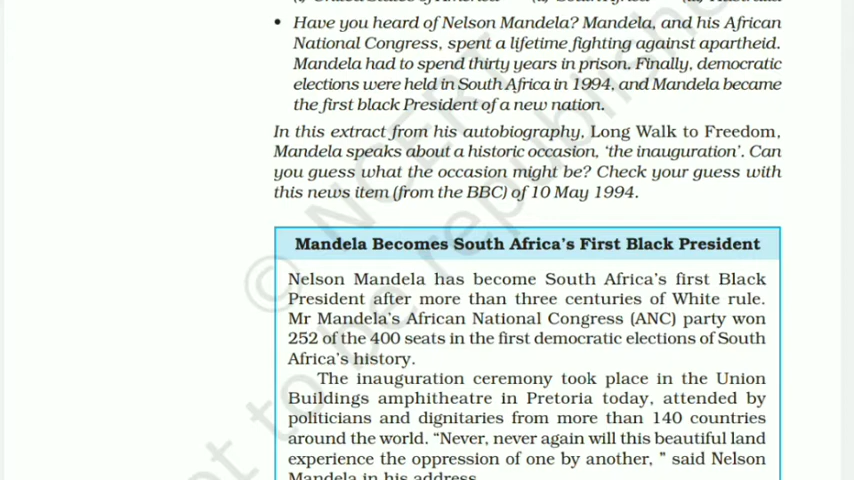 • Have you heard of Nelson Mandela? Mandela, and his African
National Congress, spent a lifetime fighting against apartheid.
Mandela had to spend thirty years in prison. Finally, democratic
elections were held in South Africa in 1994, and Mandela became
the first black President of a new nation.
In this extract from his autobiography, Long Walk to Freedom,
Mandela speaks about a historic occasion, ‘the inauguration’. Can
you guess what the occasion might be? Check your guess with
this news item (from the BBC) of 10 May 1994.
Mandela Becomes South Africa’s First Black President
Nelson Mandela has become South Africa’s first Black
President after more than three centuries of White rule.
Mr Mandela’s African National Congress (ANC) party won
252 of the 400 seats in the first democratic elections of South
Africa’s history.
The inauguration ceremony took place in the Union
Buildings amphitheatre in Pretoria today, attended by
politicians and dignitaries from more than 140 countries
around the world. “Never, never again will this beautiful land
experience the oppression of one by another, ” said Nelson
Mandela in his address.
© NCERT
not to be republished